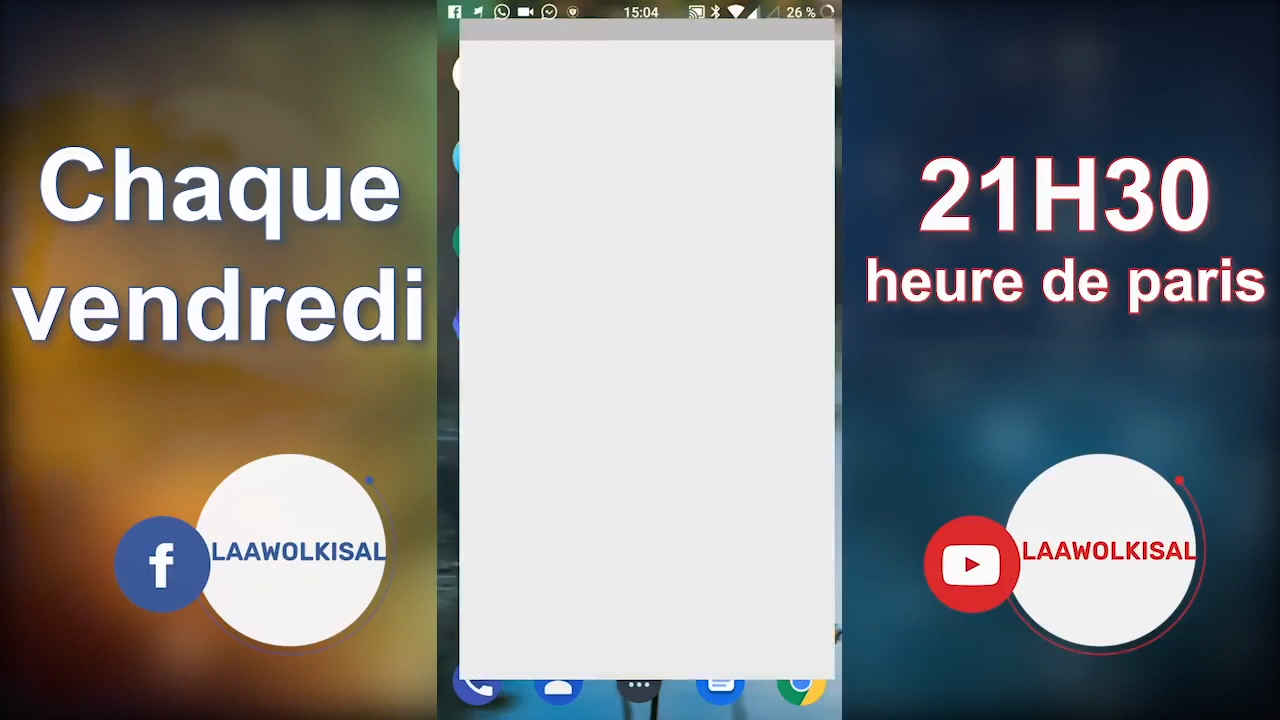 15:04
26 %
Chaque
vendredi
21H30
heure de paris
f
LAAWOLKISAL
LAAWOLKISAL